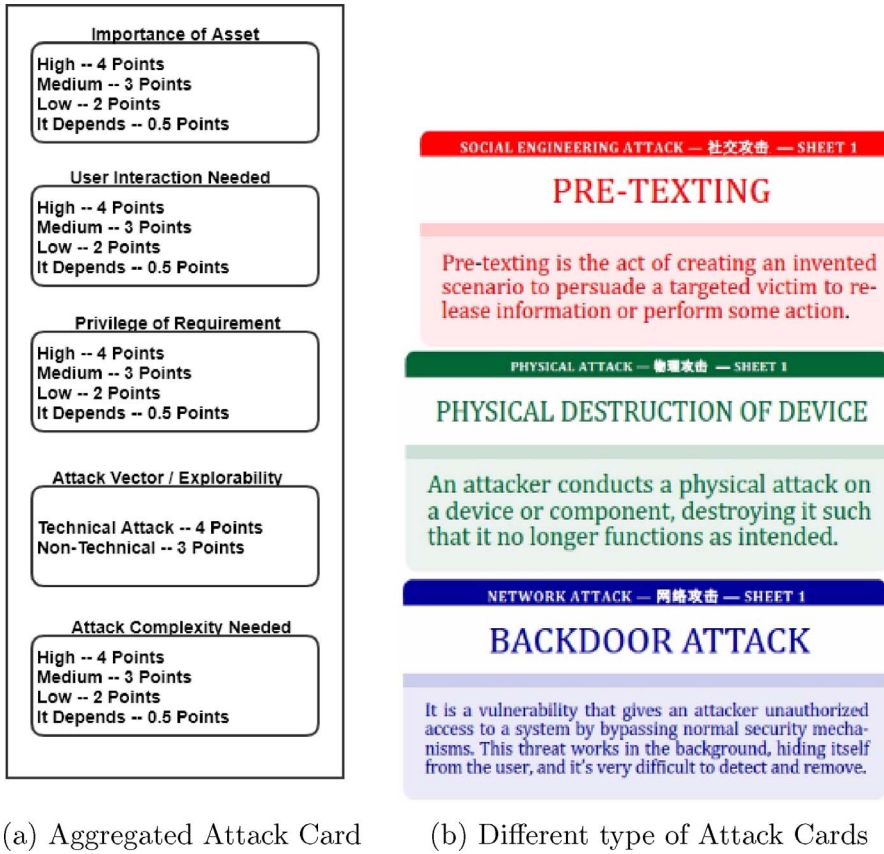 Importance of Asset
High -- 4 Points
Medium -- 3 Points
Low -- 2 Points
It Depends -- 0.5 Points
User Interaction Needed
High -- 4 Points
Medium -- 3 Points
Low -- 2 Points
It Depends -- 0.5 Points
Privilege of Requirement
High -- 4 Points
Medium -- 3 Points
Low -- 2 Points
It Depends -- 0.5 Points
Attack Vector / Explorability
Technical Attack -- 4 Points
Non-Technical -- 3 Points
Attack Complexity Needed
High -- 4 Points
Medium -- 3 Points
Low -- 2 Points
It Depends -- 0.5 Points
(a) Aggregated Attack Card
SOCIAL ENGINEERING ATTACK — 社交攻击 — SHEET 1
PRE-TEXTING
Pre-texting is the act of creating an invented
scenario to persuade a targeted victim to re-
lease information or perform some action.
PHYSICAL ATTACK — 物理攻击 — SHEET 1
PHYSICAL DESTRUCTION OF DEVICE
An attacker conducts a physical attack on
a device or component, destroying it such
that it no longer functions as intended.
NETWORK ATTACK — 网络攻击 — SHEET 1
BACKDOOR ATTACK
It is a vulnerability that gives an attacker unauthorized
access to a system by bypassing normal security mecha-
nisms. This threat works in the background, hiding itself
from the user, and it's very difficult to detect and remove.
(b) Different type of Attack Cards